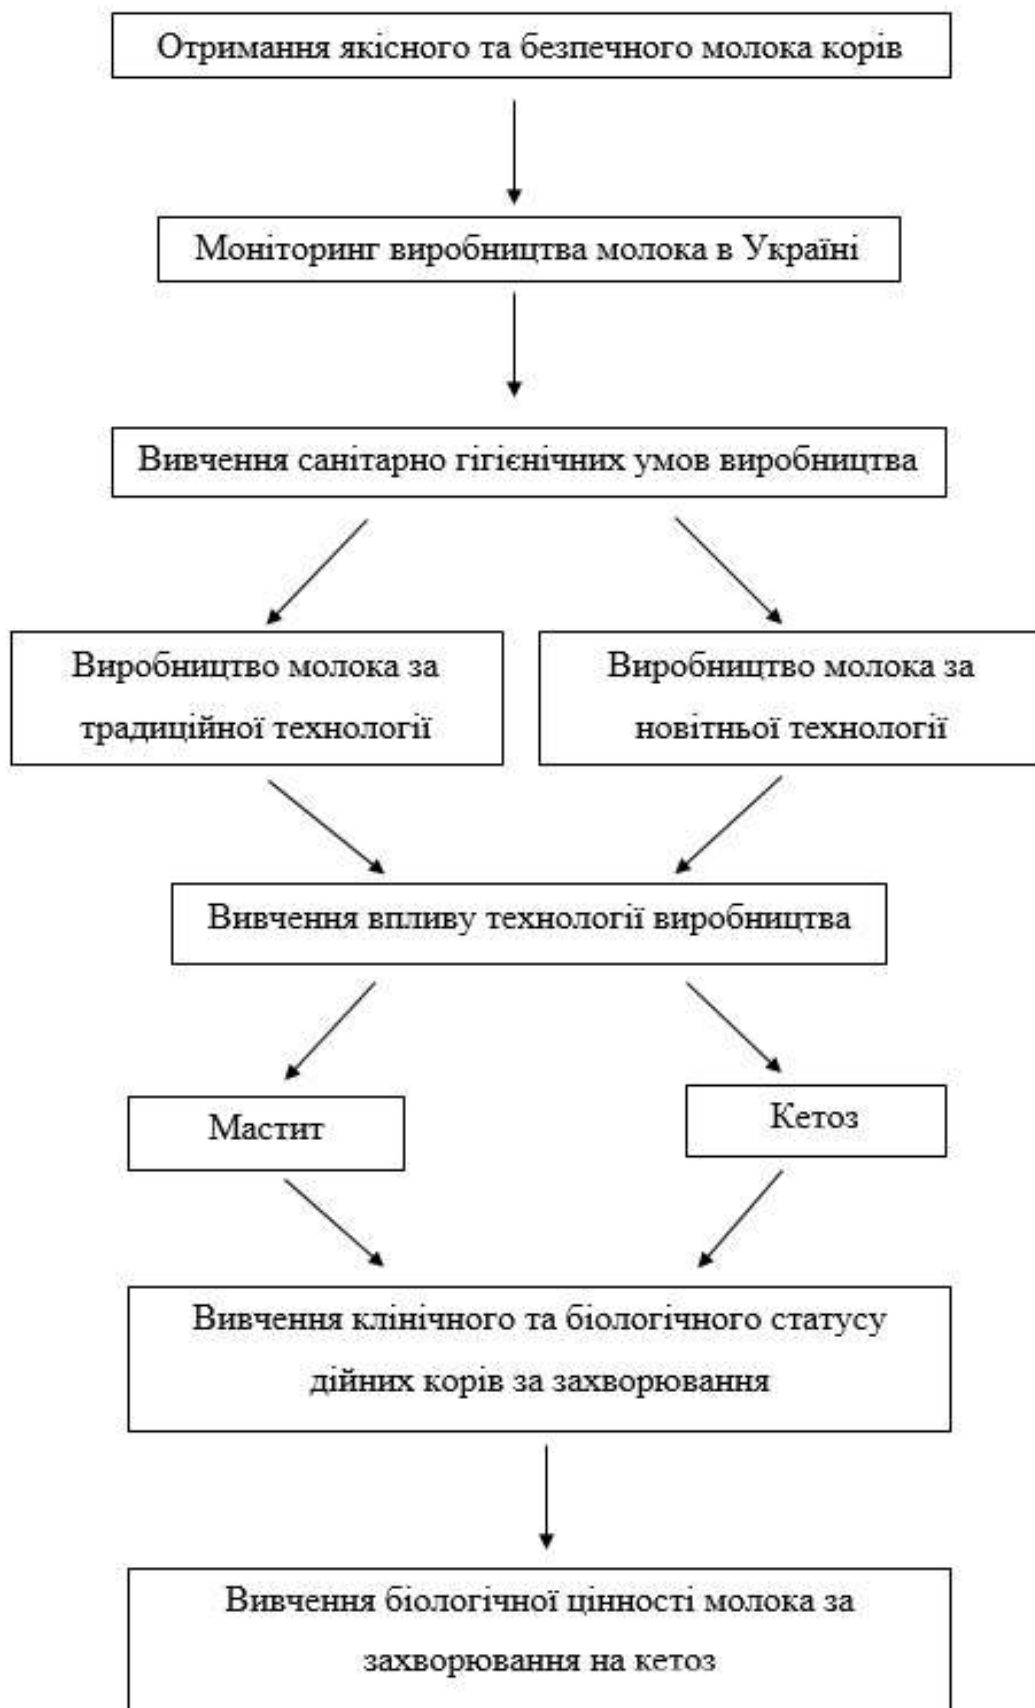 Отримання якісного та безпечного молока корів
Моніторинг виробництва молока в Україні
Вивчення санітарно гігієнічних умов виробництва
Виробництво молока за
традиційної технології
Виробництво молока за
новітньої технології
Вивчення впливу технології виробництва
Мастит
Кетоз
Вивчення клінічного та біологічного статусу
дійних корів за захворювання
Вивчення біологічної цінності молока за
захворювання на кетоз